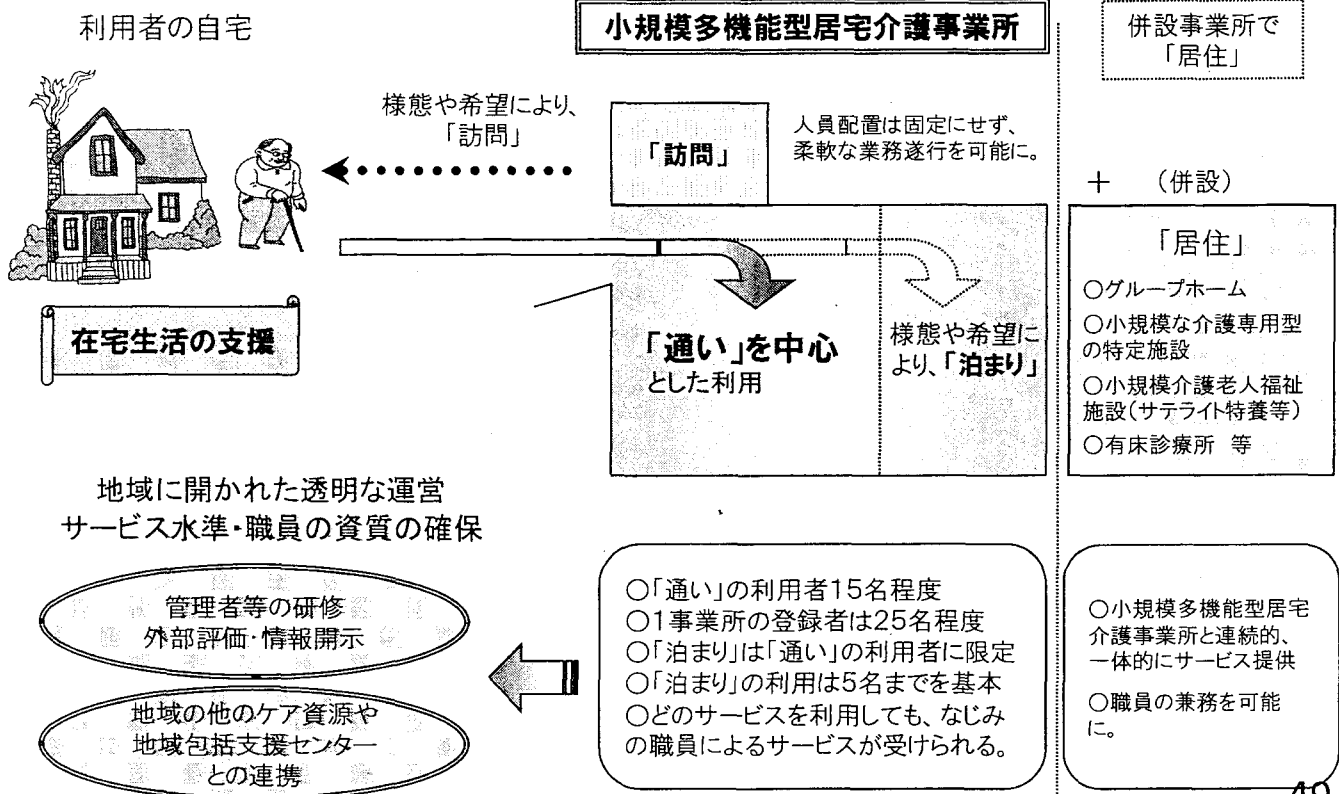 利用者の自宅
小規模多機能型居宅介護事業所
併設事業所で
「居住」
様態や希望により、
「訪問」
「訪問」
人員配置は固定にせず、
柔軟な業務遂行を可能に。
+ (併設)
在宅生活の支援
「通い」を中心
とした利用
様態や希望に
より、「泊まり」
「居住」
○グループホーム
○小規模な介護専用型
の特定施設
○小規模介護老人福祉
施設(サテライト特養等)
○有床診療所 等
地域に開かれた透明な運営
サービス水準・職員の資質の確保
管理者等の研修
外部評価・情報開示
地域の他のケア資源や
地域包括支援センター
との連携
○「通い」の利用者15名程度
○1事業所の登録者は25名程度
○「泊まり」は「通い」の利用者に限定
○「泊まり」の利用は5名までを基本
○どのサービスを利用しても、なじみ
の職員によるサービスが受けられる。
○小規模多機能型居宅
介護事業所と連続的、
一体的にサービス提供
○職員の兼務を可能
に。